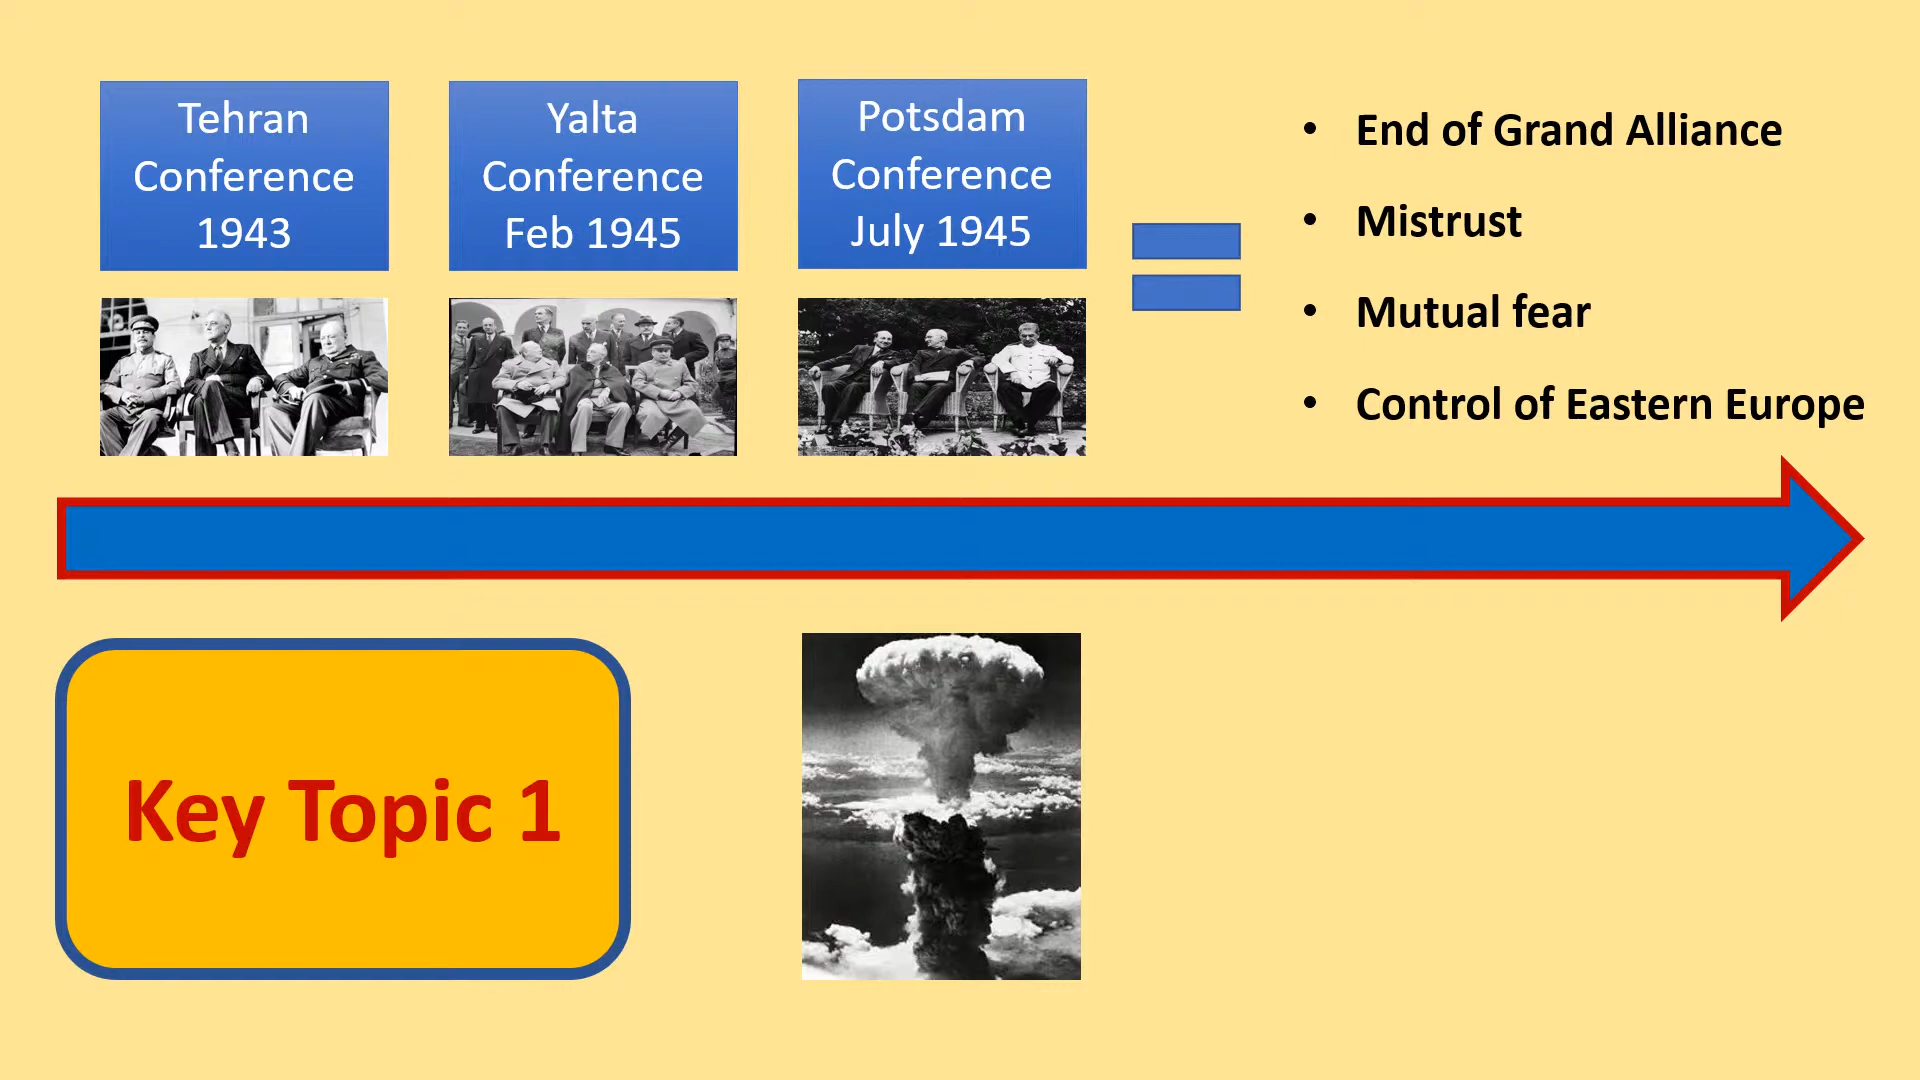 Tehran
Conference
1943
Yalta
Conference
Feb 1945
Potsdam
Conference
July 1945
• End of Grand Alliance
• Mistrust
• Mutual fear
• Control of Eastern Europe
Key Topic 1